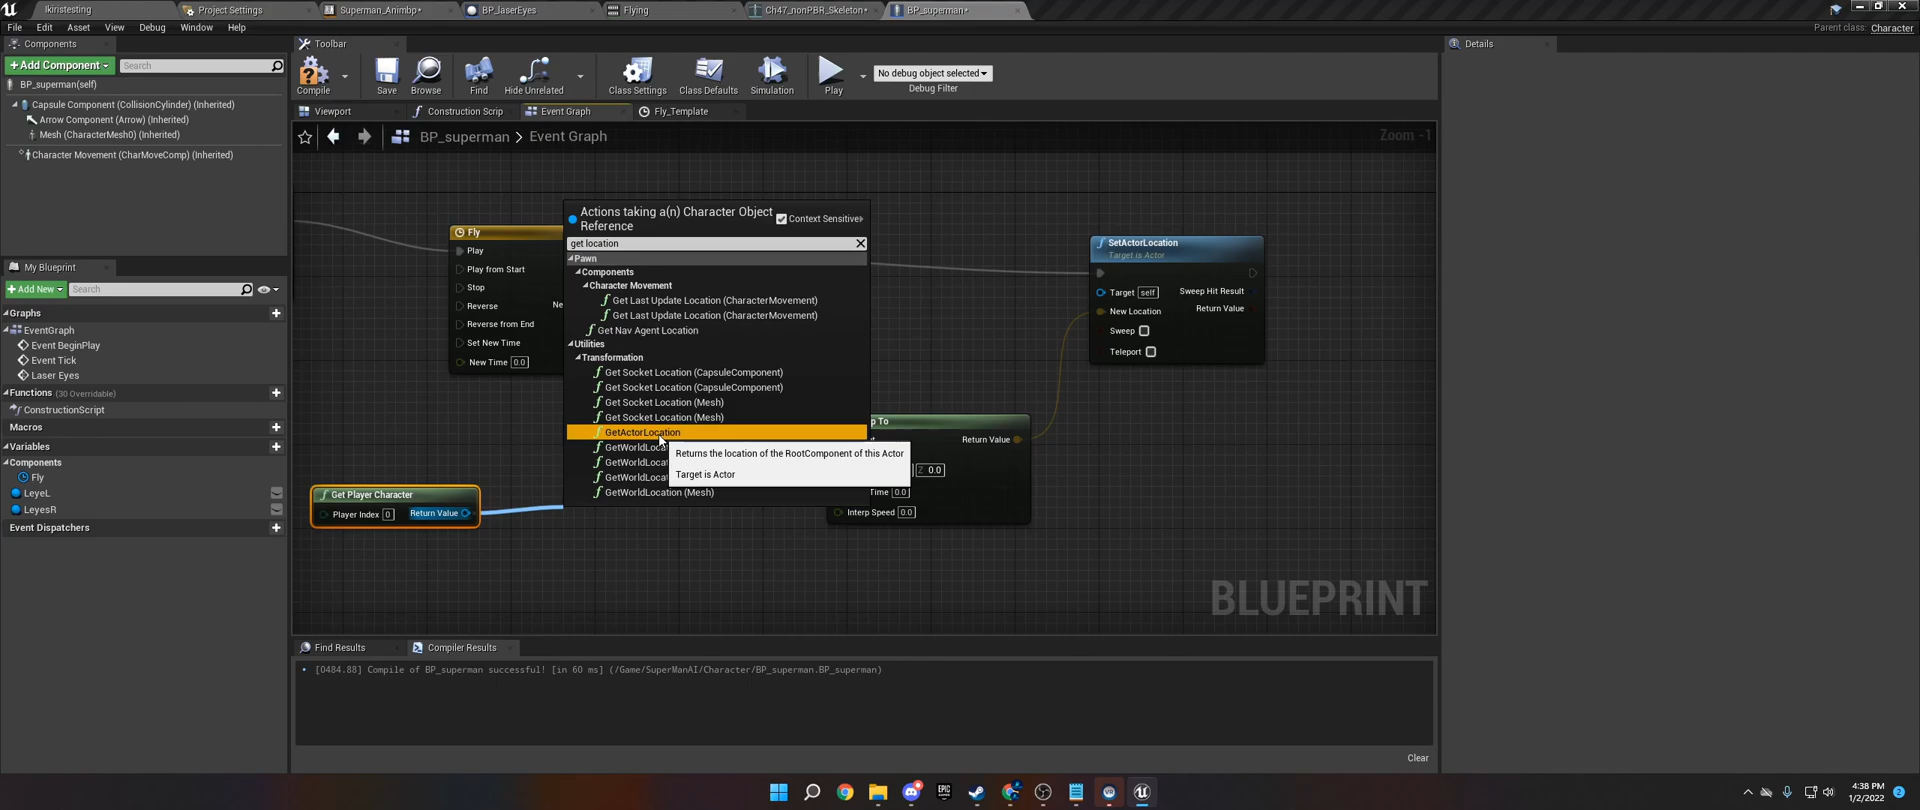 Ikiristesting
Project Settings
Superman_Animbp*
BP_laserEyes
Flying
Ch47_nonPBR_Skeleton*
BP_superman*
File Edit Asset View Debug Window Help
Parent class: Character
Components
+Add Component
Search
BP_superman(self)
Capsule Component (CollisionCylinder) (Inherited)
Arrow Component (Arrow) (Inherited)
Mesh (CharacterMesh0) (Inherited)
Character Movement (CharMoveComp) (Inherited)
My Blueprint
+Add New
Search
Graphs
EventGraph
Event BeginPlay
Event Tick
Laser Eyes
Functions (30 Overridable)
ConstructionScript
Macros
Variables
Components
Fly
LeyeL
LeyesR
Event Dispatchers
Toolbar
Compile
Save
Browse
Find
Hide Unrelated
Class Settings
Class Defaults
Simulation
Play
No debug object selected
Debug Filter
Viewport
Construction Scrip
Event Graph
Fly_Template
BP_superman > Event Graph
Zoom -1
Fly
Play
Play from Start
Stop
Reverse
Ne
Reverse from End
Set New Time
New Time 0.0
Get Player Character
Player Index 0
Return Value
Actions taking a(n) Character Object
Reference
Context Sensitive
get location
Pawn
Components
Character Movement
Get Last Update Location (CharacterMovement)
Get Last Update Location (CharacterMovement)
Get Nav Agent Location
Utilities
Transformation
Get Socket Location (CapsuleComponent)
Get Socket Location (CapsuleComponent)
Get Socket Location (Mesh)
Get Socket Location (Mesh)
GetActorLocation
GetWorldLocat
GetWorldLocat
GetWorldLocat
GetWorldLocation (Mesh)
Returns the location of the RootComponent of this Actor
Target is Actor
p To
Return Value
Z 0.0
Time 0.0
Interp Speed 0.0
SetActorLocation
Target is Actor
Target self
Sweep Hit Result
New Location
Return Value
Sweep
Teleport
BLUEPRINT
Details
Find Results
Compiler Results
[0484.88] Compile of BP_superman successful! [in 60 ms] (/Game/SuperManAI/Character/BP_superman.BP_superman)
Clear
EPIC
4:38 PM
1/2/2022
2